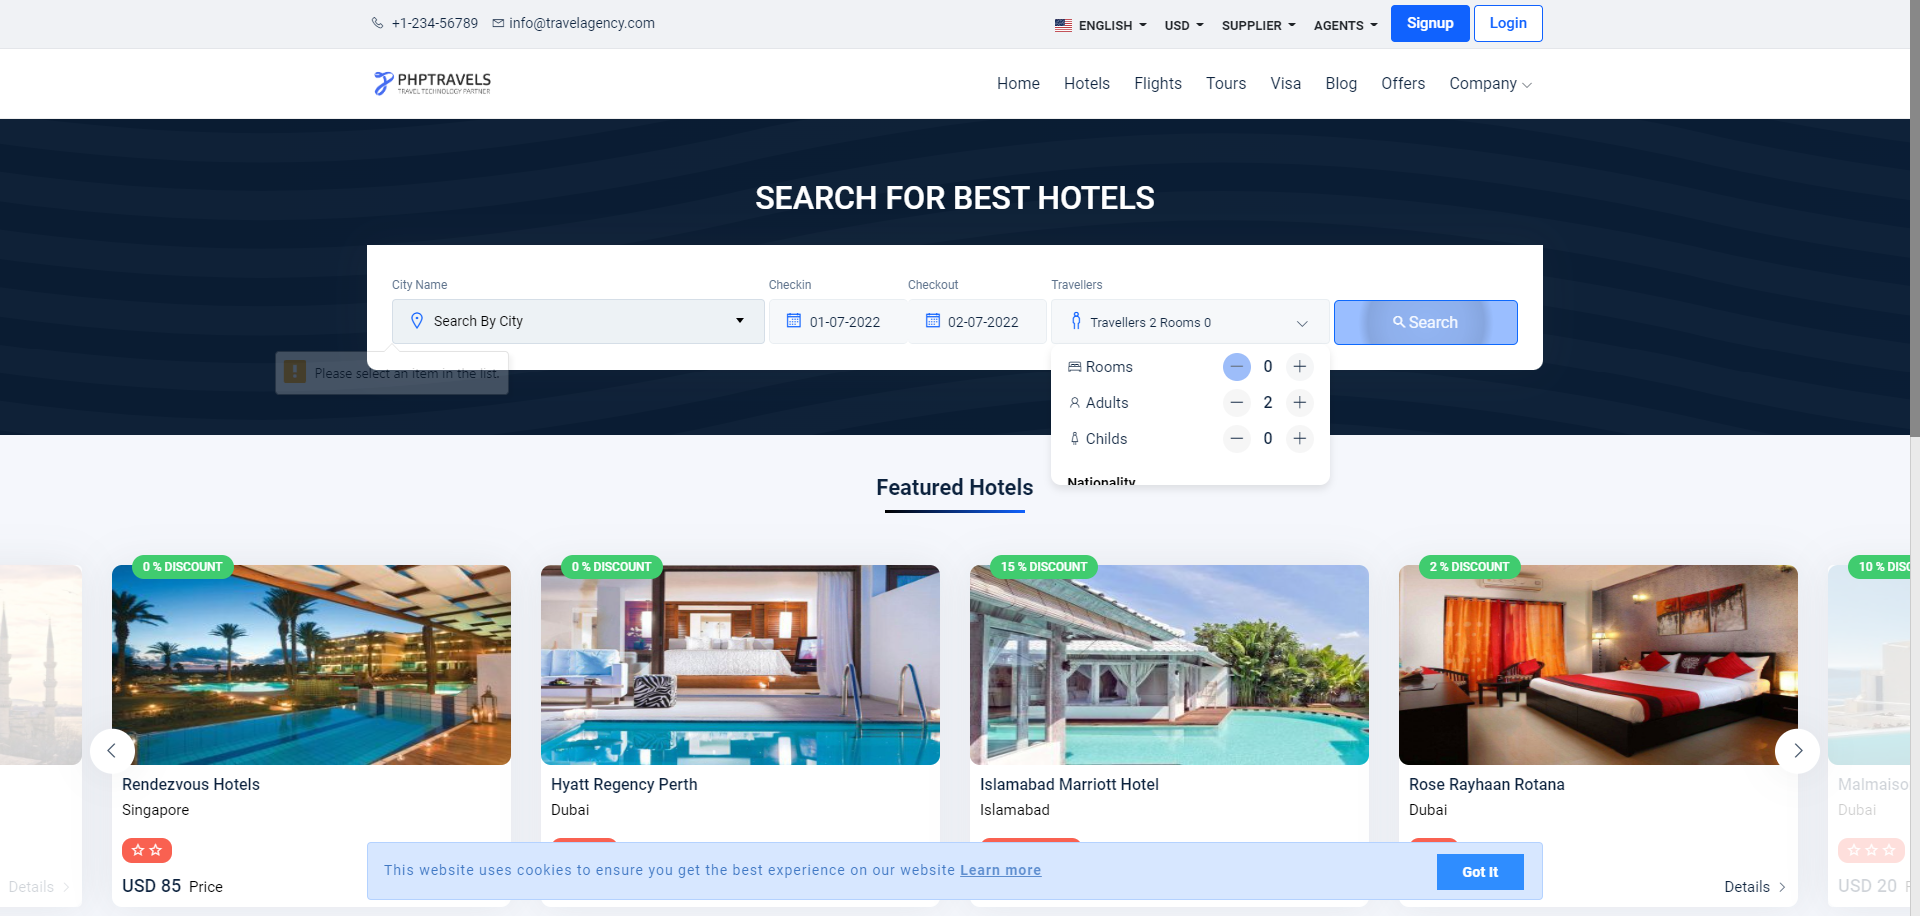 +1-234-56789 info@travelagency.com ENGLISH USD SUPPLIER AGENTS Signup Login
PHPTRAVELS
TRAVEL TECHNOLOGY PARTNER
Home Hotels Flights Tours Visa Blog Offers Company
SEARCH FOR BEST HOTELS
City Name Checkin Checkout Travellers
Search By City 01-07-2022 02-07-2022 Travellers 2 Rooms 0 Search
Please select an item in the list.
Rooms 0
Adults 2
Childs 0
Nationality
Featured Hotels
0 % DISCOUNT 0 % DISCOUNT 15 % DISCOUNT 2 % DISCOUNT 10 % DISC
Rendezvous Hotels Hyatt Regency Perth Islamabad Marriott Hotel Rose Rayhaan Rotana Malmaiso
Singapore Dubai Islamabad Dubai Dubai
This website uses cookies to ensure you get the best experience on our website Learn more Got It
Details USD 85 Price Details USD 20